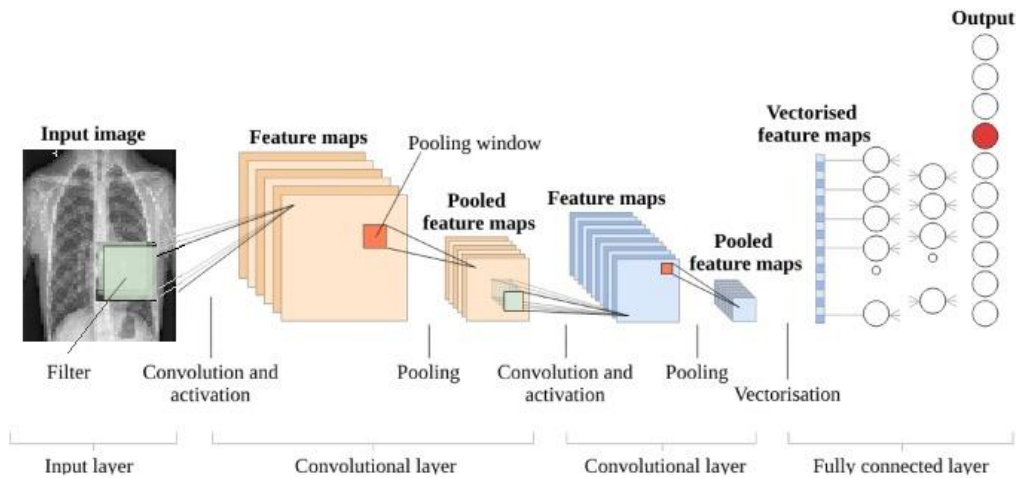 Output
Vectorised
feature maps
Input image
Feature maps
Pooling window
Pooled
feature maps
Feature maps
Pooled
feature maps
Filter
Convolution and
activation
Pooling
Convolution and
activation
Pooling
Vectorisation
Input layer
Convolutional layer
Convolutional layer
Fully connected layer